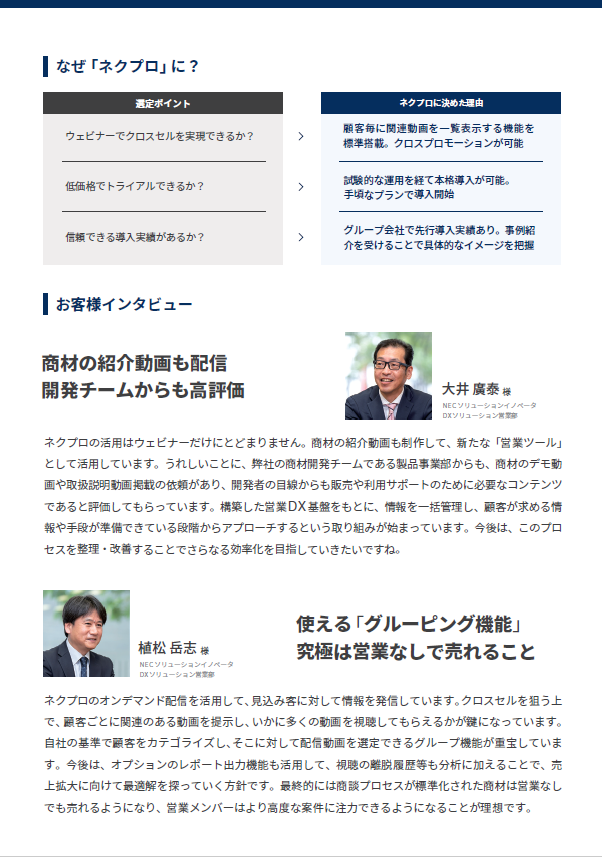 なぜ「ネクプロ」に？
選定ポイント
ネクプロに決めた理由
ウェビナーでクロスセルを実現できるか？
顧客毎に関連動画を一覧表示する機能を
標準搭載。クロスプロモーションが可能
低価格でトライアルできるか？
試験的な運用を経て本格導入が可能。
手頃なプランで導入開始
信頼できる導入実績があるか？
グループ会社で先行導入実績あり。事例紹
介を受けることで具体的なイメージを把握
お客様インタビュー
商材の紹介動画も配信
開発チームからも高評価
大井 廣泰 様
NECソリューションイノベータ
DXソリューション営業部
ネクプロの活用はウェビナーだけにとどまりません。商材の紹介動画も制作して、新たな「営業ツール」
として活用しています。うれしいことに、弊社の商材開発チームである製品事業部からも、商材のデモ動
画や取扱説明動画掲載の依頼があり、開発者の目線からも販売や利用サポートのために必要なコンテンツ
であると評価してもらっています。構築した営業DX基盤をもとに、情報を一括管理し、顧客が求める情
報や手段が準備できている段階からアプローチするという取り組みが始まっています。今後は、このプロ
セスを整理・改善することでさらなる効率化を目指していきたいですね。
植松 岳志 様
NECソリューションイノベータ
DXソリューション営業部
使える「グルーピング機能」
究極は営業なしで売れること
ネクプロのオンデマンド配信を活用して、見込み客に対して情報を発信しています。クロスセルを狙う上
で、顧客ごとに関連のある動画を提示し、いかに多くの動画を視聴してもらえるかが鍵になっています。
自社の基準で顧客をカテゴライズし、そこに対して配信動画を選定できるグループ機能が重宝していま
す。今後は、オプションのレポート出力機能も活用して、視聴の離脱履歴等も分析に加えることで、売
上拡大に向けて最適解を探っていく方針です。最終的には商談プロセスが標準化された商材は営業なし
でも売れるようになり、営業メンバーはより高度な案件に注力できるようになることが理想です。